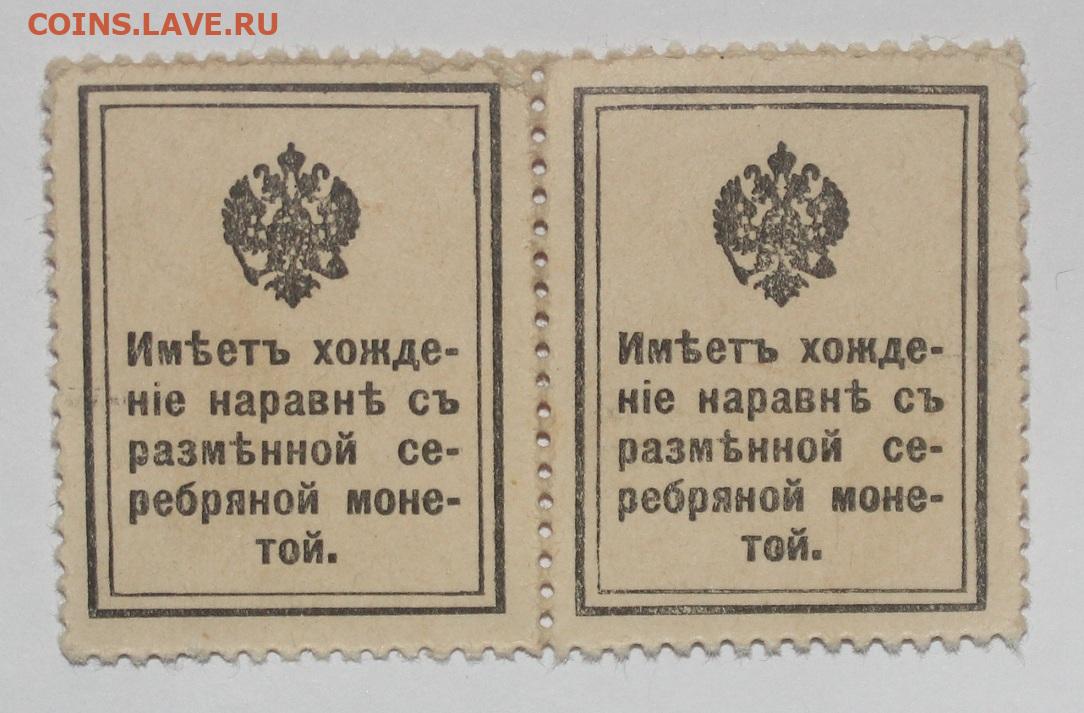 COINS.LAVE.RU
Имѣетъ хожде-
ніе наравнѣ съ
размѣнной се-
ребряной моне-
той.
Имѣетъ хожде-
ніе наравнѣ съ
размѣнной се-
ребряной моне-
той.